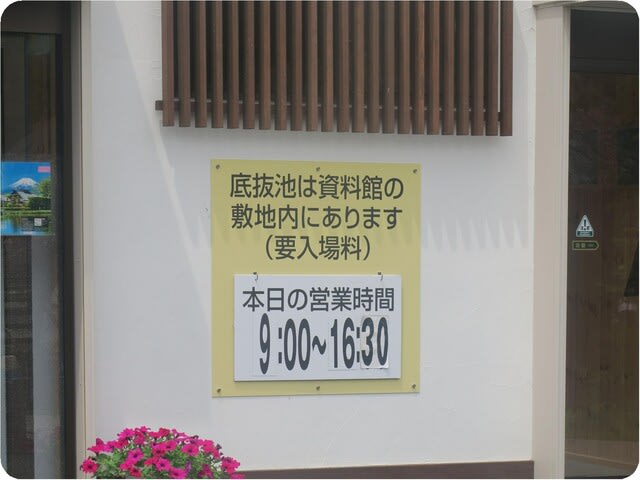 底抜池は資料館の
敷地内にあります
(要入場料)
本日の営業時間
9:00~16:30